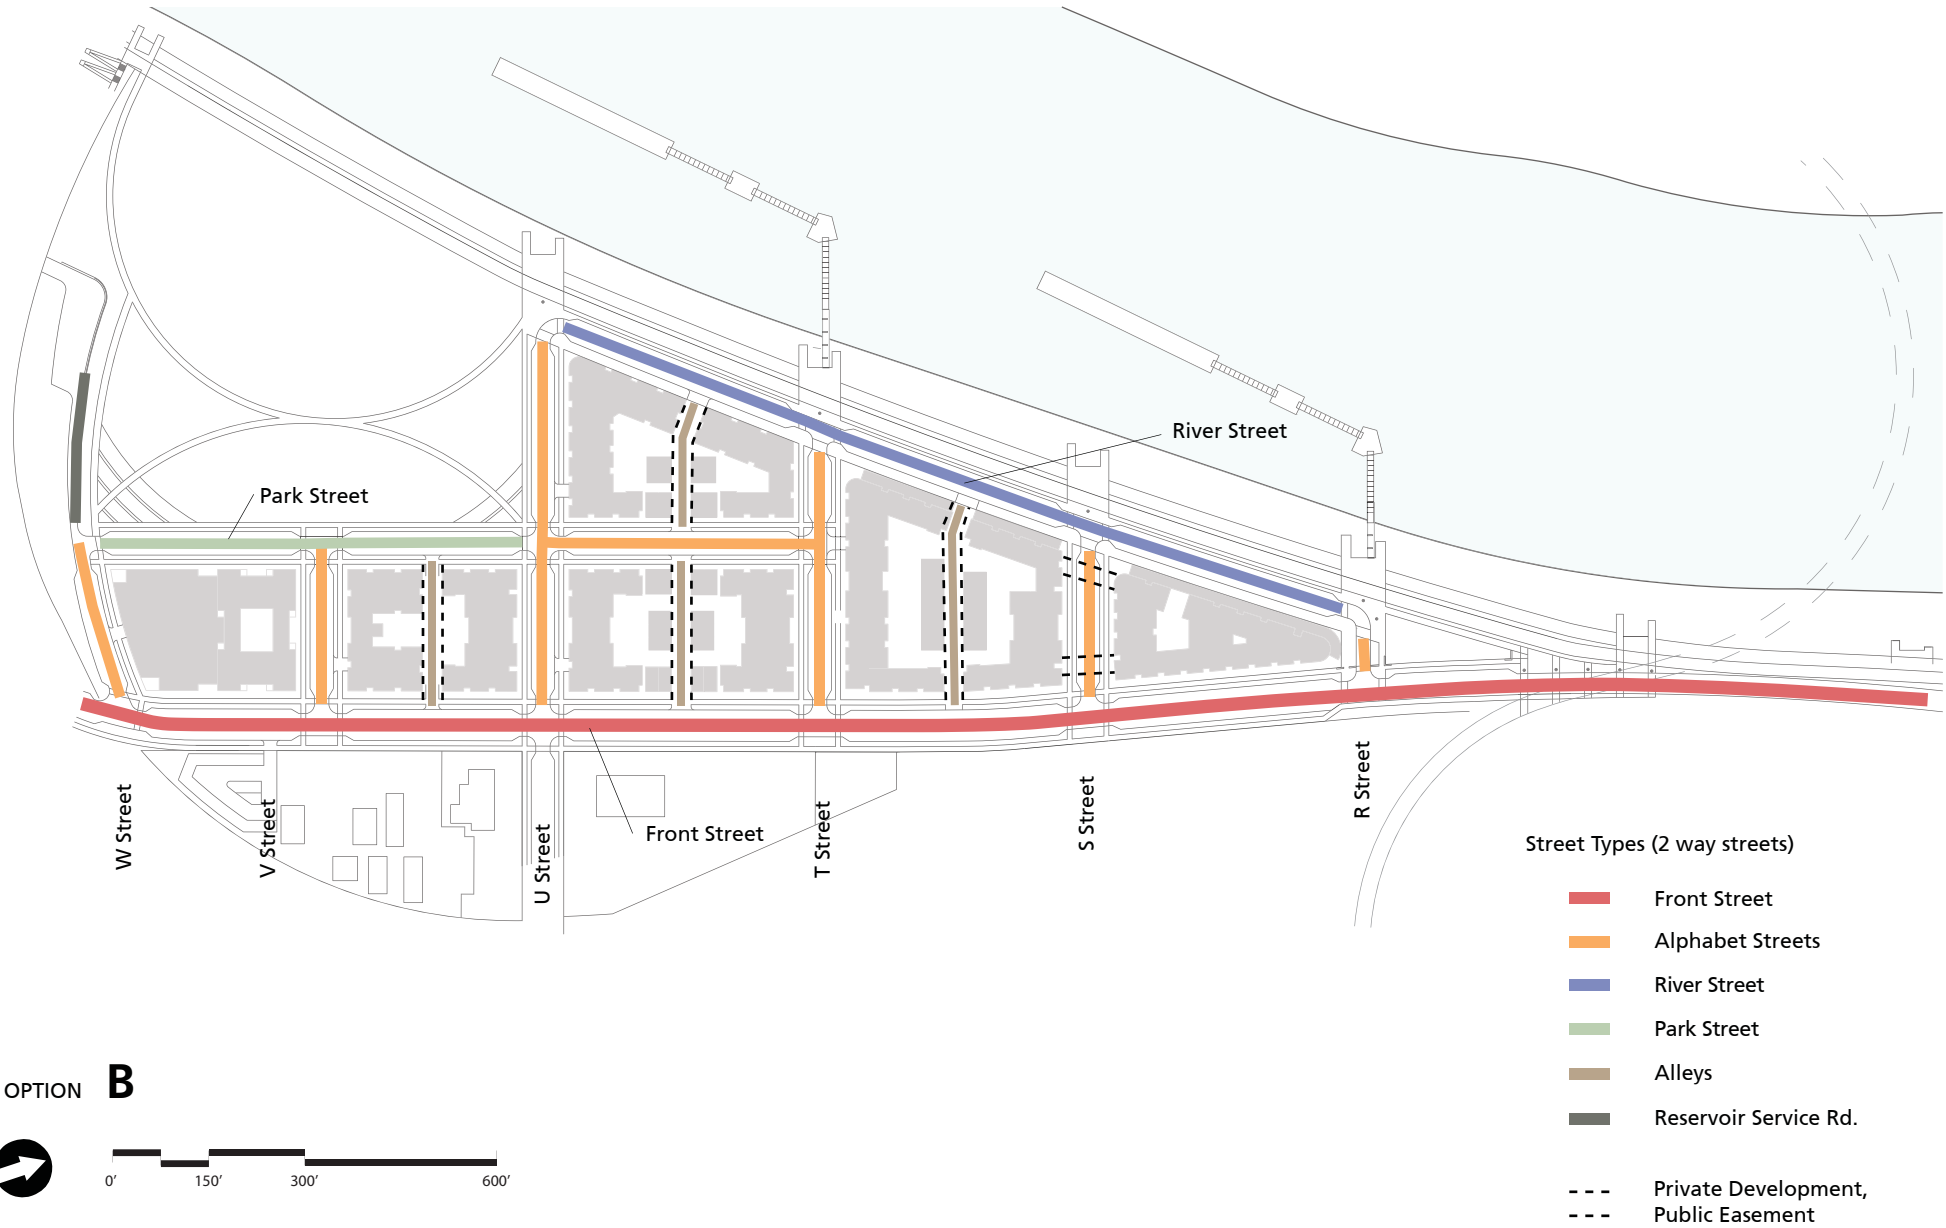 River Street
Park Street
Front Street
W Street
V Street
U Street
T Street
S Street
R Street
Street Types (2 way streets)
Front Street
Alphabet Streets
River Street
Park Street
Alleys
Reservoir Service Rd.
Private Development,
Public Easement
OPTION B
0' 150' 300' 600'